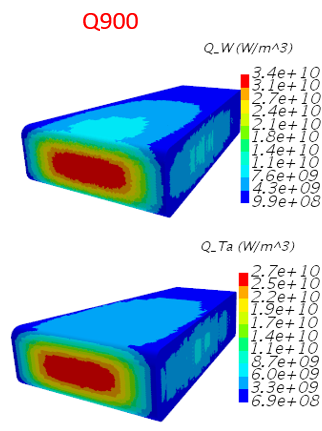 Q900
Q_W (W/m^3)
3.4e+10
3.1e+10
2.7e+10
2.4e+10
2.1e+10
1.8e+10
1.4e+10
1.1e+10
7.6e+09
4.3e+09
9.9e+08
Q_Ta (W/m^3)
2.7e+10
2.5e+10
2.2e+10
1.9e+10
1.7e+10
1.4e+10
1.1e+10
8.7e+09
6.0e+09
3.3e+09
6.9e+08